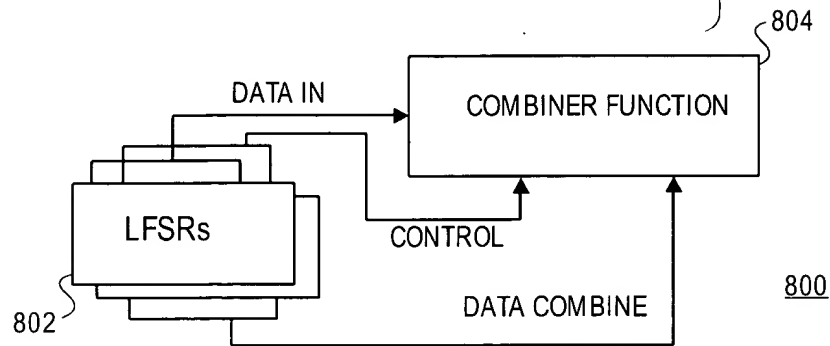 804
DATA IN
COMBINER FUNCTION
LFSRs
CONTROL
800
DATA COMBINE
802